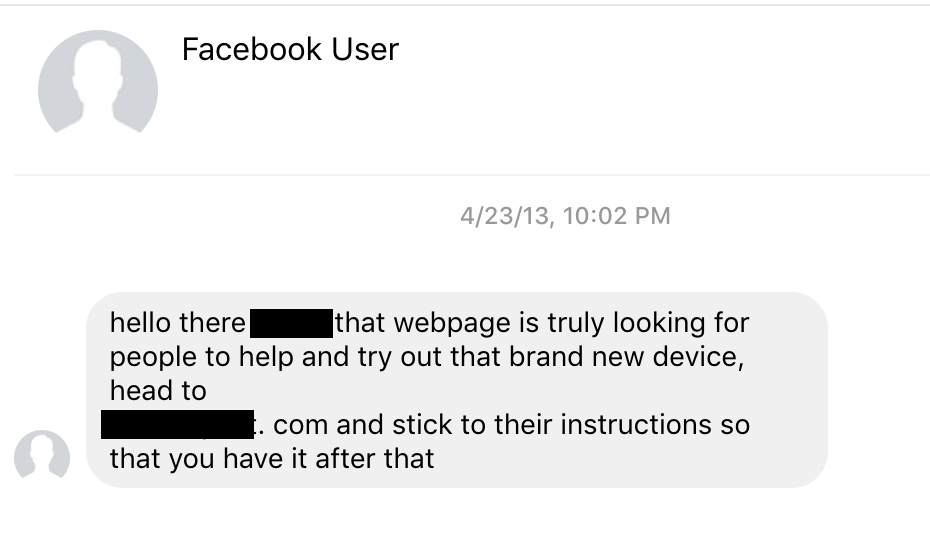 Facebook User
4/23/13, 10:02 PM
hello there that webpage is truly looking for
people to help and try out that brand new device,
head to
. com and stick to their instructions so
that you have it after that